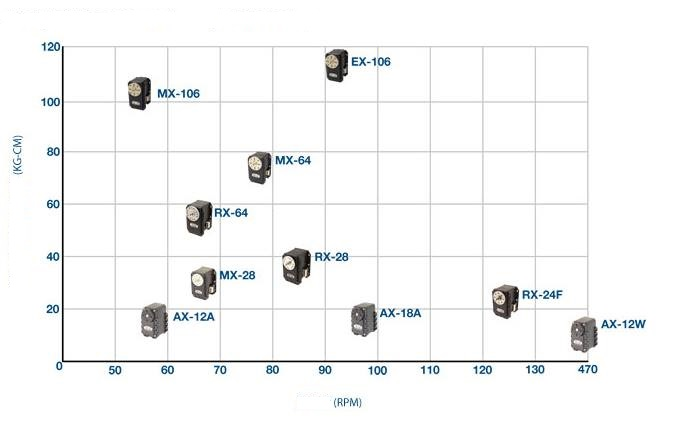 120
EX-106
MX-106
100
(KG-CM)
80
MX-64
60
RX-64
40
RX-28
MX-28
20
AX-12A
AX-18A
RX-24F
AX-12W
0
50
60
70
80
90
100
110
120
130
470
(RPM)